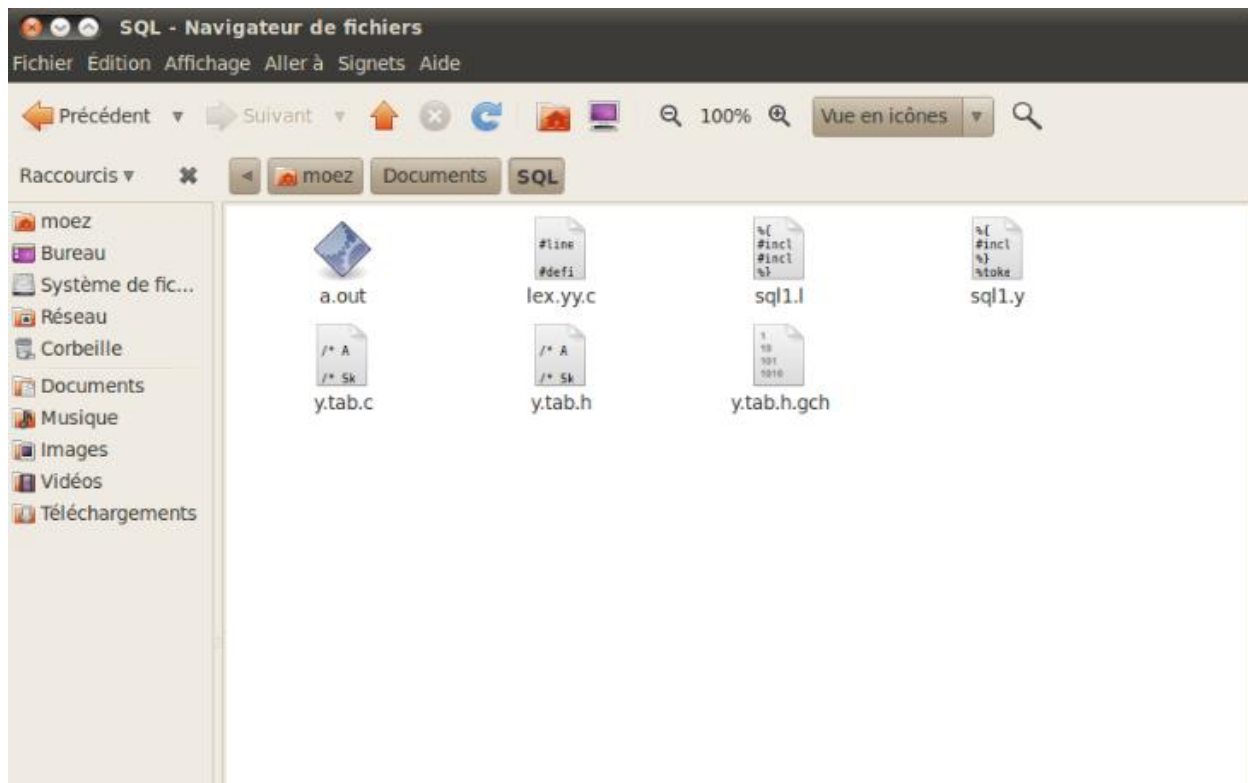 SQL - Navigateur de fichiers
Fichier Édition Affichage Aller à Signets Aide
Précédent Suivant 100% Vue en icônes
Raccourcis moez Documents SQL
moez
Bureau
Système de fic...
Réseau
Corbeille
Documents
Musique
Images
Vidéos
Téléchargements
#line
#defi
%{
#incl
#incl
%}
%{
#incl
%}
%toke
a.out lex.yy.c sql1.l sql1.y
/* A
/* Sk
/* A
/* Sk
1
10
101
1010
y.tab.c y.tab.h y.tab.h.gch